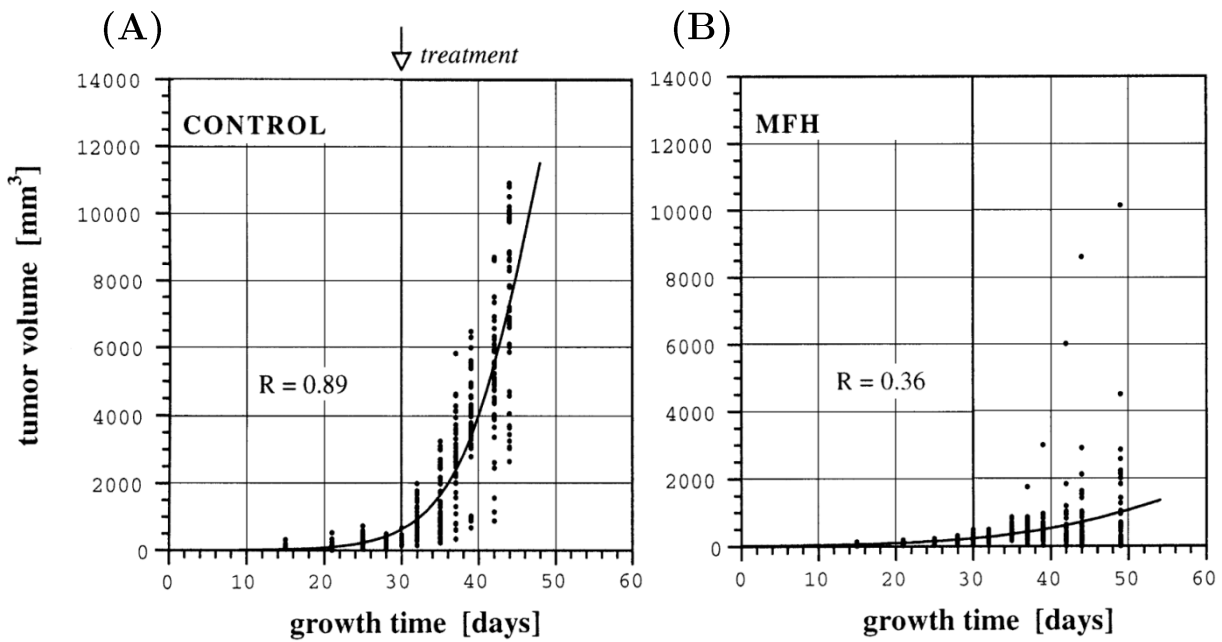 (A)
treatment
CONTROL
R = 0.89
tumor volume [mm³]
14000
12000
10000
8000
6000
4000
2000
0
0 10 20 30 40 50 60
growth time [days]
(B)
MFH
R = 0.36
14000
12000
10000
8000
6000
4000
2000
0
0 10 20 30 40 50 60
growth time [days]